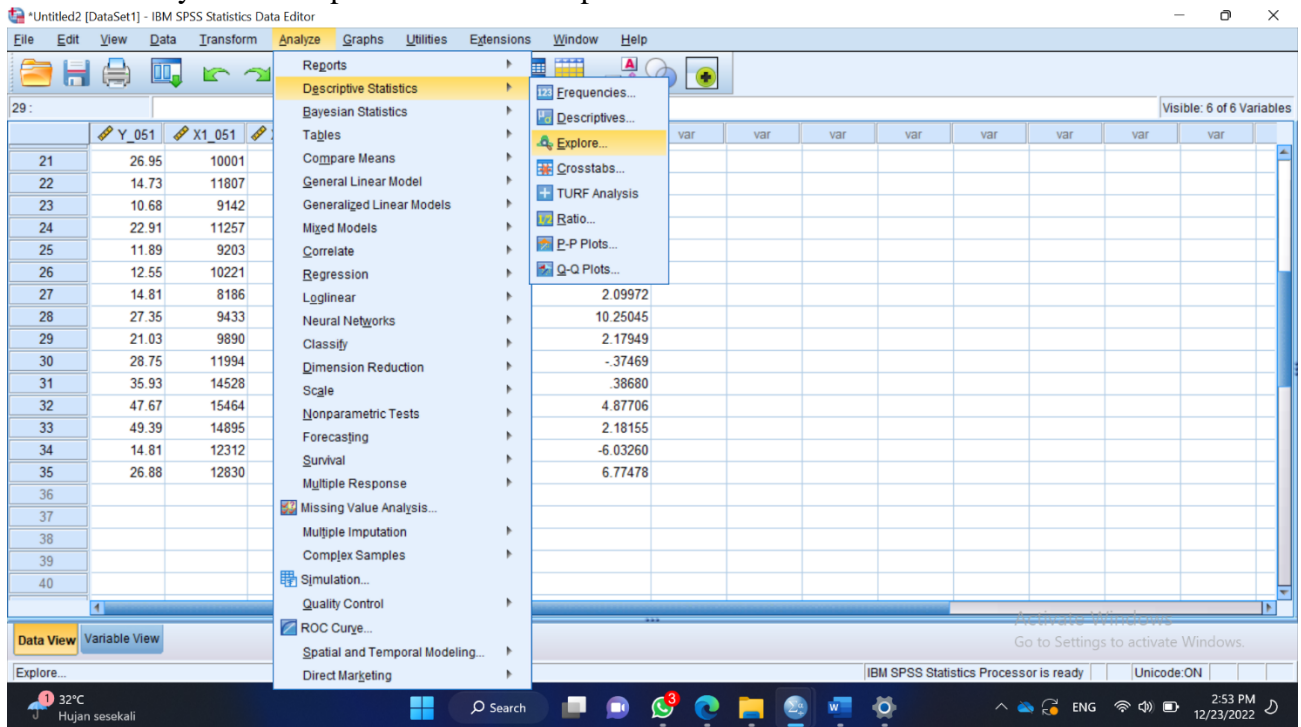 *Untitled2 [DataSet1] - IBM SPSS Statistics Data Editor
File Edit View Data Transform Analyze Graphs Utilities Extensions Window Help
29 :
Visible: 6 of 6 Variables
Y_051 X1_051 var var var var var var var var
21 26.95 10001
22 14.73 11807
23 10.68 9142
24 22.91 11257
25 11.89 9203
26 12.55 10221
27 14.81 8186 2.09972
28 27.35 9433 10.25045
29 21.03 9890 2.17949
30 28.75 11994 -.37469
31 35.93 14528 .38680
32 47.67 15464 4.87706
33 49.39 14895 2.18155
34 14.81 12312 -6.03260
35 26.88 12830 6.77478
36
37
38
39
40
Reports
Descriptive Statistics
Bayesian Statistics
Tables
Compare Means
General Linear Model
Generalized Linear Models
Mixed Models
Correlate
Regression
Loglinear
Neural Networks
Classify
Dimension Reduction
Scale
Nonparametric Tests
Forecasting
Survival
Multiple Response
Missing Value Analysis...
Multiple Imputation
Complex Samples
Simulation...
Quality Control
ROC Curve...
Spatial and Temporal Modeling...
Direct Marketing
Frequencies...
Descriptives...
Explore...
Crosstabs...
TURF Analysis
Ratio...
P-P Plots...
Q-Q Plots...
Data View Variable View
Activate Windows
Go to Settings to activate Windows.
Explore...
IBM SPSS Statistics Processor is ready Unicode:ON
1 32°C
Hujan sesekali
Search
3
ENG
2:53 PM
12/23/2022